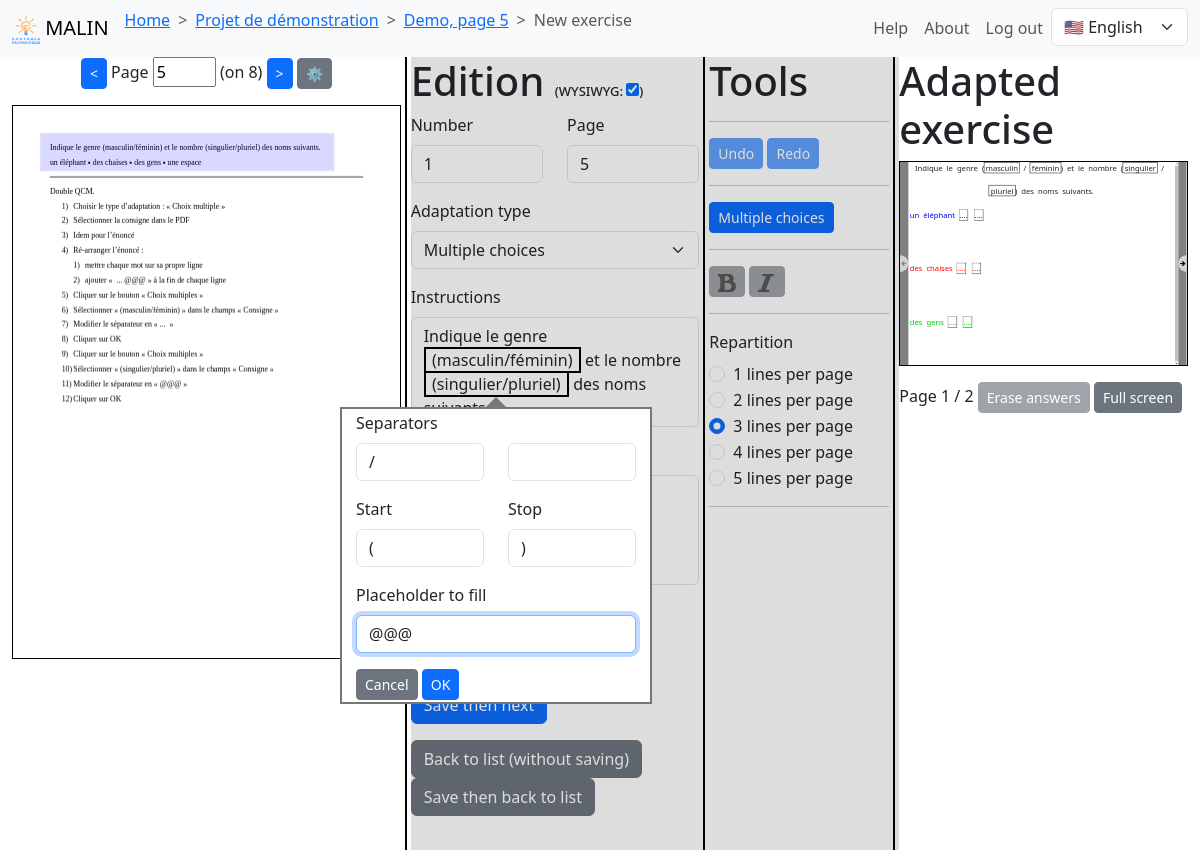 MALIN
Home > Projet de démonstration > Demo, page 5 > New exercise
Help About Log out 🇺🇸 English
< Page 5 (on 8) > ⚙️
Indique le genre (masculin/féminin) et le nombre (singulier/pluriel) des noms suivants.
un éléphant • des chaises • des gens • une espace
Double QCM.
1) Choisir le type d'adaptation : « Choix multiple »
2) Sélectionner la consigne dans le PDF
3) Idem pour l'énoncé
4) Ré-arranger l'énoncé :
1) mettre chaque mot sur sa propre ligne
2) ajouter « ... @@@ » à la fin de chaque ligne
5) Cliquer sur le bouton « Choix multiples »
6) Sélectionner « (masculin/féminin) » dans le champs « Consigne »
7) Modifier le séparateur en « ... »
8) Cliquer sur OK
9) Cliquer sur le bouton « Choix multiples »
10) Sélectionner « (singulier/pluriel) » dans le champs « Consigne »
11) Modifier le séparateur en « @@@ »
12) Cliquer sur OK
Edition (WYSIWYG: )
Number Page
1 5
Adaptation type
Multiple choices
Instructions
Indique le genre
(masculin/féminin) et le nombre
(singulier/pluriel) des noms
suivants
Separators
/
Start Stop
( )
Placeholder to fill
@@@
Cancel OK
Save then next
Back to list (without saving)
Save then back to list
Tools
Undo Redo
Multiple choices
B I
Repartition
1 lines per page
2 lines per page
3 lines per page
4 lines per page
5 lines per page
Adapted
exercise
Indique le genre (masculin / féminin) et le nombre (singulier /
pluriel) des noms suivants.
un éléphant ... ...
des chaises ... ...
des gens ... ...
Page 1 / 2 Erase answers Full screen